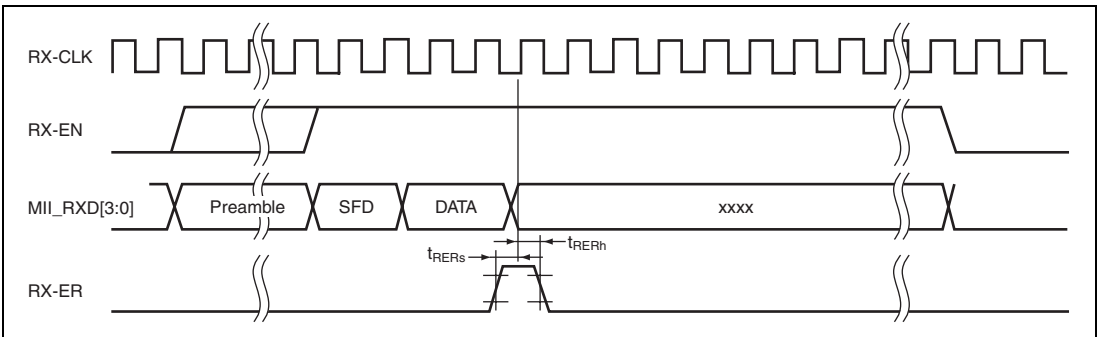 RX-CLK
RX-EN
MII_RXD[3:0]
Preamble
SFD
DATA
xxxx
tRERs
tRERh
RX-ER